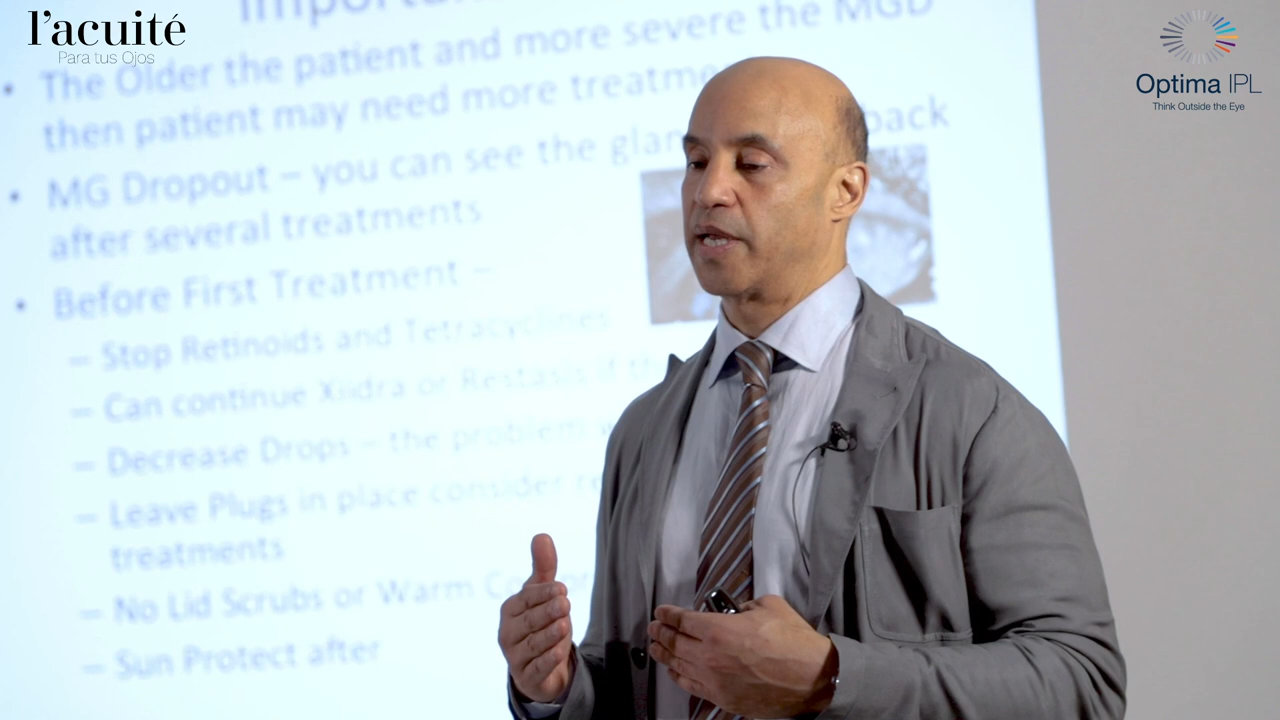 l'acuité
Para tus Ojos
Optima IPL
Think Outside the Eye
• The Older the patient and more severe the MGD
then patient may need more
• MG Dropout – you can see the back
after several treatments
• Before First Treatment –
– Stop Retinoids and Tetracyclines
– Can continue Xiidra or Restasis if
– Decrease Drops – the problem
– Leave Plugs in place consider
treatments
– No Lid Scrubs or Warm
– Sun Protect after